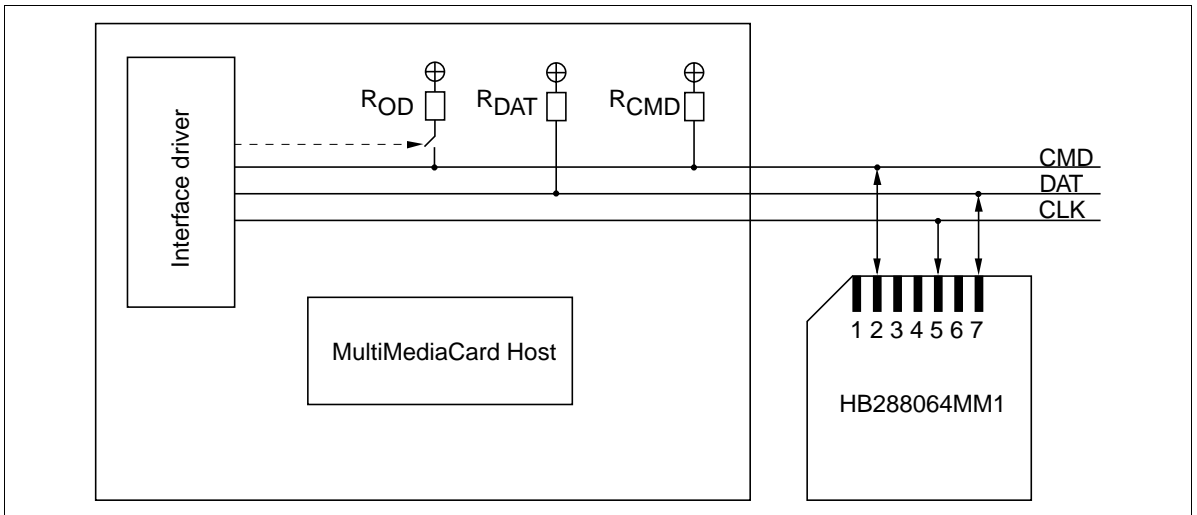 ROD
RDAT
RCMD
Interface driver
CMD
DAT
CLK
1 2 3 4 5 6 7
MultiMediaCard Host
HB288064MM1